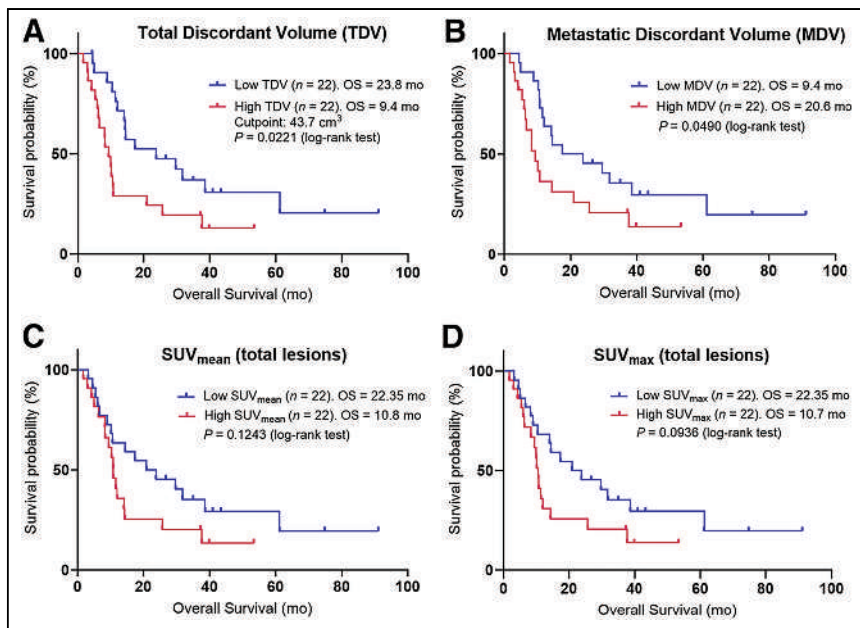 A
Total Discordant Volume (TDV)
Survival probability (%)
100
50
0
Low TDV (n = 22). OS = 23.8 mo
High TDV (n = 22). OS = 9.4 mo
Cutpoint: 43.7 cm³
P = 0.0221 (log-rank test)
0 20 40 60 80 100
Overall Survival (mo)
B
Metastatic Discordant Volume (MDV)
Survival probability (%)
100
50
0
Low MDV (n = 22). OS = 9.4 mo
High MDV (n = 22). OS = 20.6 mo
P = 0.0490 (log-rank test)
0 20 40 60 80 100
Overall Survival (mo)
C
SUVmean (total lesions)
Survival probability (%)
100
50
0
Low SUVmean (n = 22). OS = 22.35 mo
High SUVmean (n = 22). OS = 10.8 mo
P = 0.1243 (log-rank test)
0 20 40 60 80 100
Overall Survival (mo)
D
SUVmax (total lesions)
Survival probability (%)
100
50
0
Low SUVmax (n = 22). OS = 22.35 mo
High SUVmax (n = 22). OS = 10.7 mo
P = 0.0936 (log-rank test)
0 20 40 60 80 100
Overall Survival (mo)